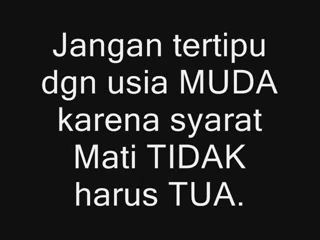 Jangan tertipu
dgn usia MUDA
karena syarat
Mati TIDAK
harus TUA.